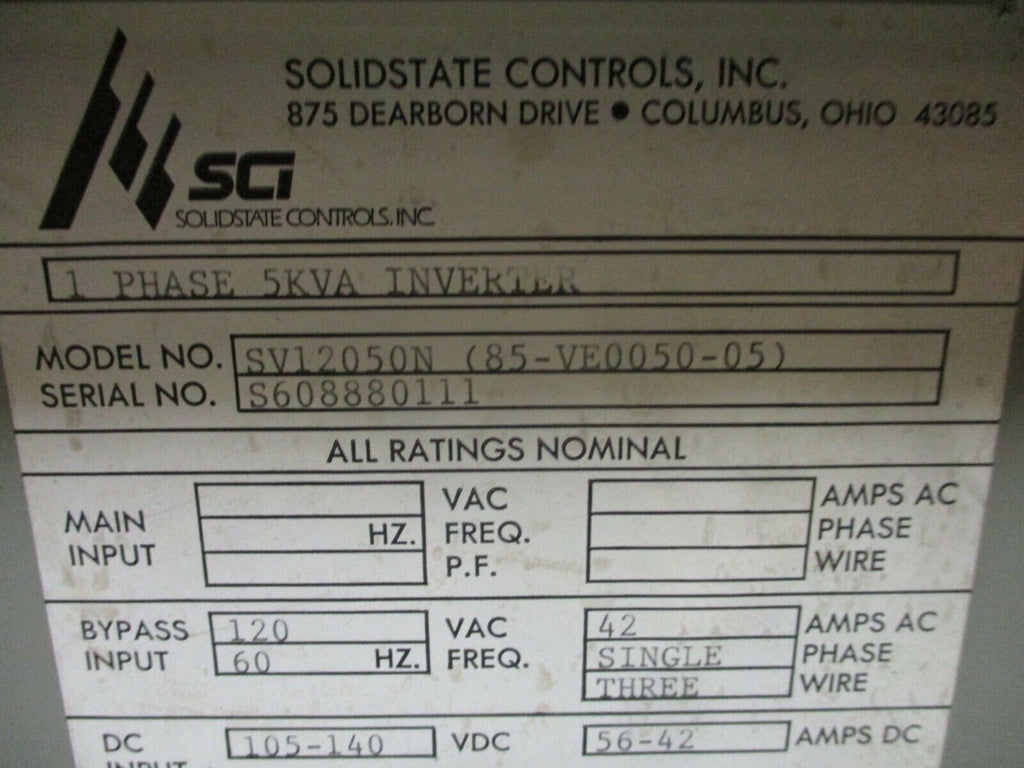 SOLIDSTATE CONTROLS, INC.
875 DEARBORN DRIVE • COLUMBUS, OHIO 43085
SCI
SOLIDSTATE CONTROLS, INC.
1 PHASE 5KVA INVERTER
MODEL NO. SV12050N (85-VE0050-05)
SERIAL NO. S608880111
ALL RATINGS NOMINAL
MAIN INPUT
VAC AMPS AC
HZ. FREQ. PHASE
P.F. WIRE
BYPASS INPUT
120 VAC 42 AMPS AC
60 HZ. FREQ. SINGLE PHASE
THREE WIRE
DC INPUT
105-140 VDC 56-42 AMPS DC